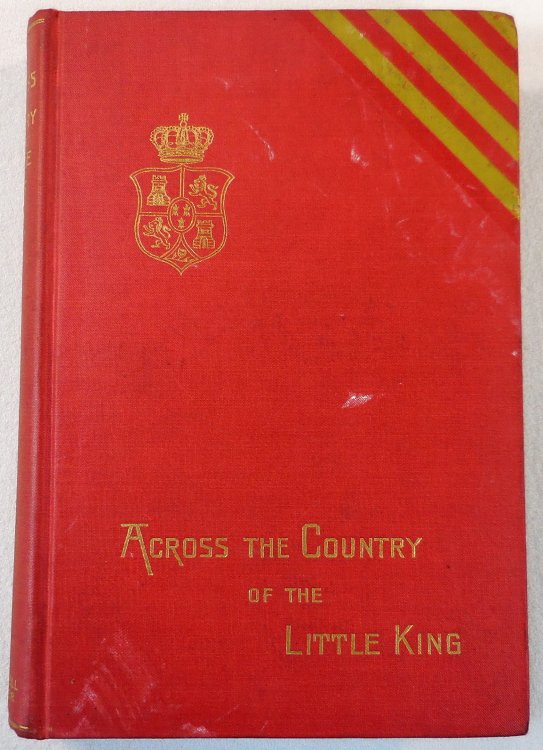 Across the Country
of the
Little King